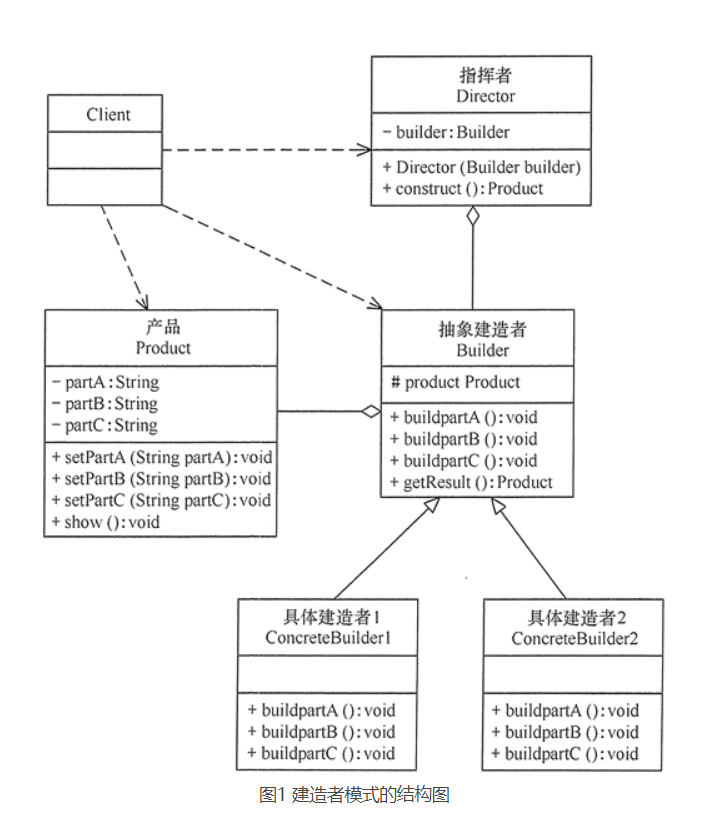 指挥者
Director
- builder:Builder
+ Director (Builder builder)
+ construct ():Product
Client
产品
Product
- partA:String
- partB:String
- partC:String
+ setPartA (String partA):void
+ setPartB (String partB):void
+ setPartC (String partC):void
+ show ():void
抽象建造者
Builder
# product Product
+ buildpartA ():void
+ buildpartB ():void
+ buildpartC ():void
+ getResult ():Product
具体建造者1
ConcreteBuilder1
+ buildpartA ():void
+ buildpartB ():void
+ buildpartC ():void
具体建造者2
ConcreteBuilder2
+ buildpartA ():void
+ buildpartB ():void
+ buildpartC ():void
图1 建造者模式的结构图